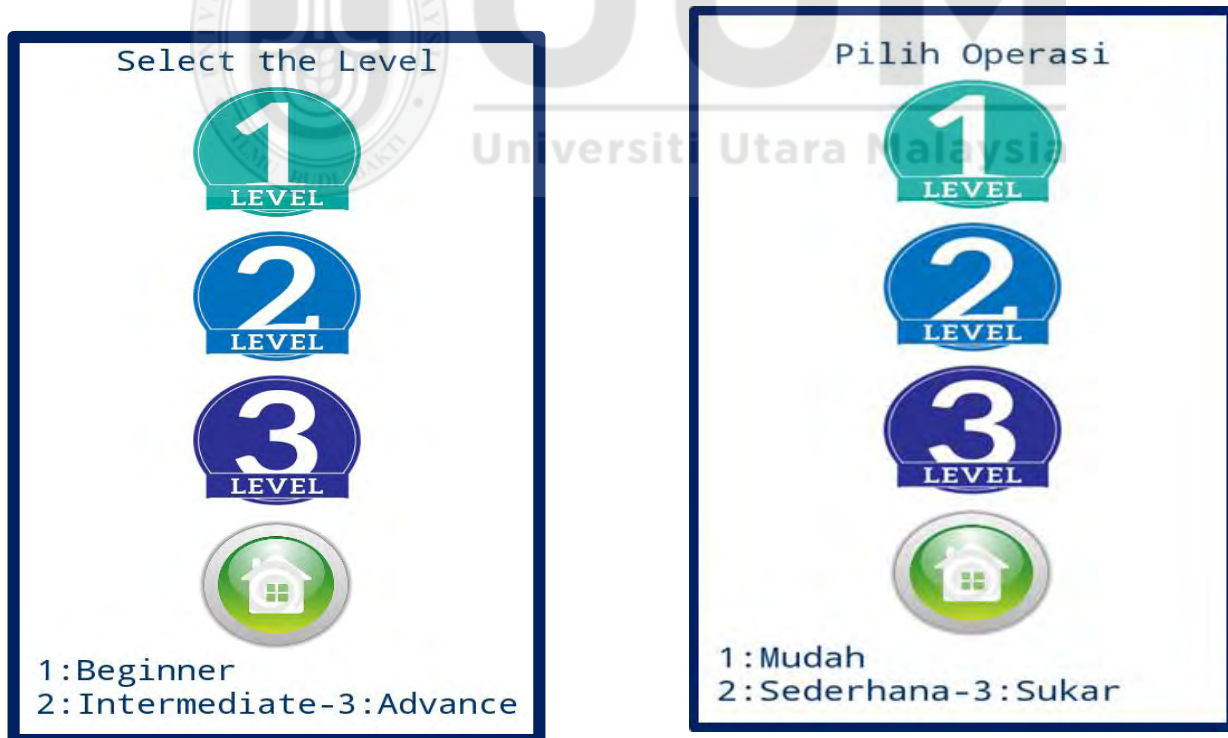 UUM
Universiti Utara Malaysia
Select the Level
1
LEVEL
2
LEVEL
3
LEVEL
1:Beginner
2:Intermediate-3:Advance
Pilih Operasi
1
LEVEL
2
LEVEL
3
LEVEL
1:Mudah
2:Sederhana-3:Sukar